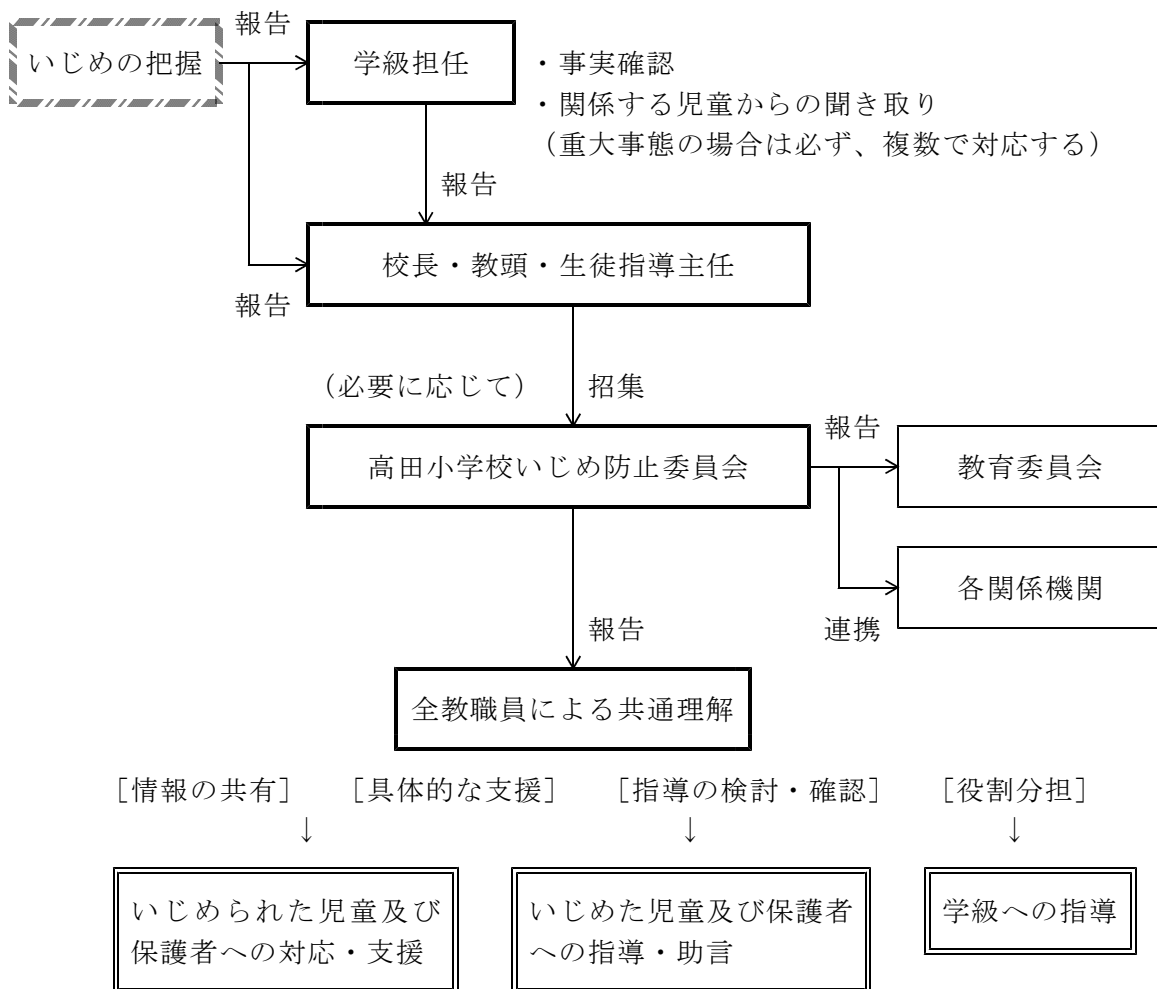 報告
いじめの把握
学級担任
・事実確認
・関係する児童からの聞き取り
（重大事態の場合は必ず、複数で対応する）
報告
校長・教頭・生徒指導主任
報告
（必要に応じて）
招集
高田小学校いじめ防止委員会
報告
教育委員会
各関係機関
連携
報告
全教職員による共通理解
［情報の共有］ ［具体的な支援］ ［指導の検討・確認］ ［役割分担］
↓ ↓ ↓
いじめられた児童及び
保護者への対応・支援
いじめた児童及び保護者
への指導・助言
学級への指導